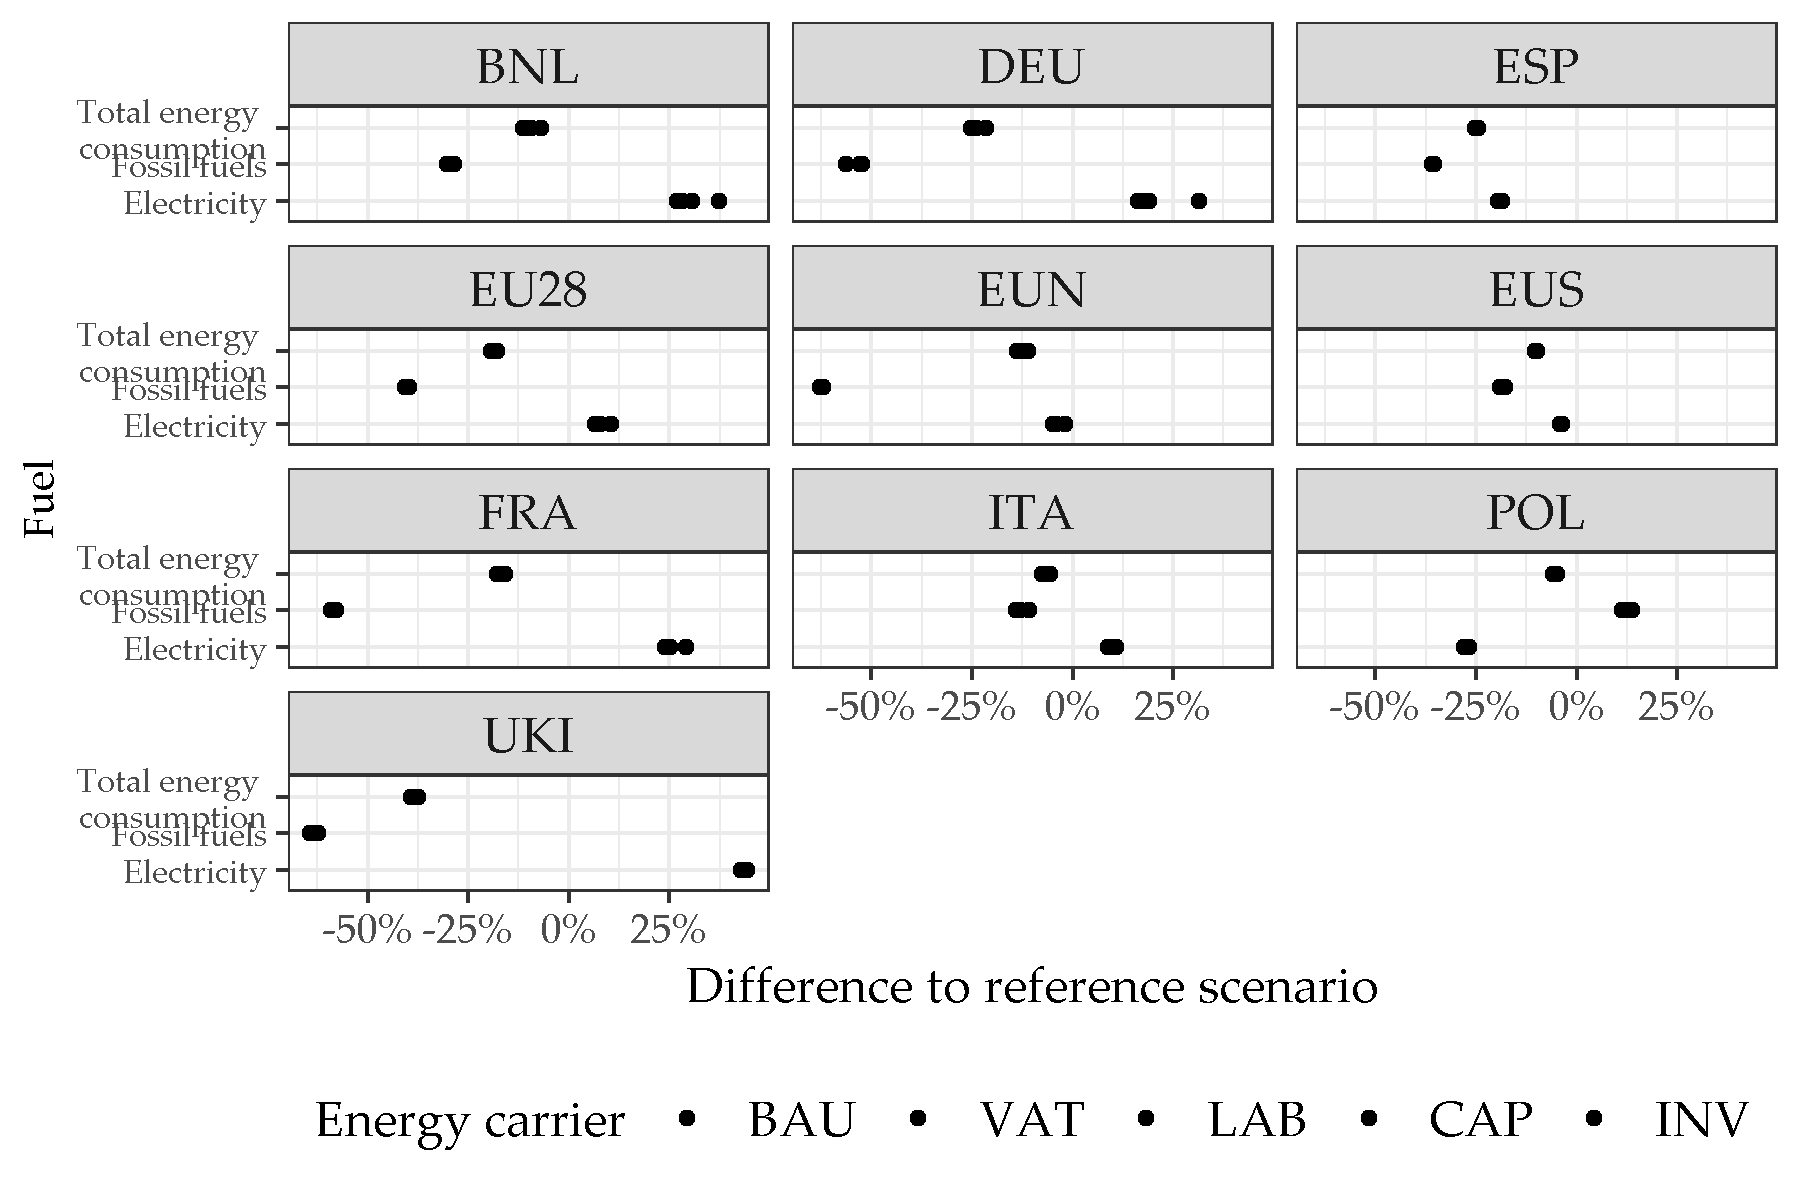 BNL DEU ESP
Total energy
consumption
Fossil fuels
Electricity
EU28 EUN EUS
Total energy
consumption
Fossil fuels
Electricity
Fuel
FRA ITA POL
Total energy
consumption
Fossil fuels
Electricity
-50% -25% 0% 25% -50% -25% 0% 25%
UKI
Total energy
consumption
Fossil fuels
Electricity
-50% -25% 0% 25%
Difference to reference scenario
Energy carrier BAU VAT LAB CAP INV